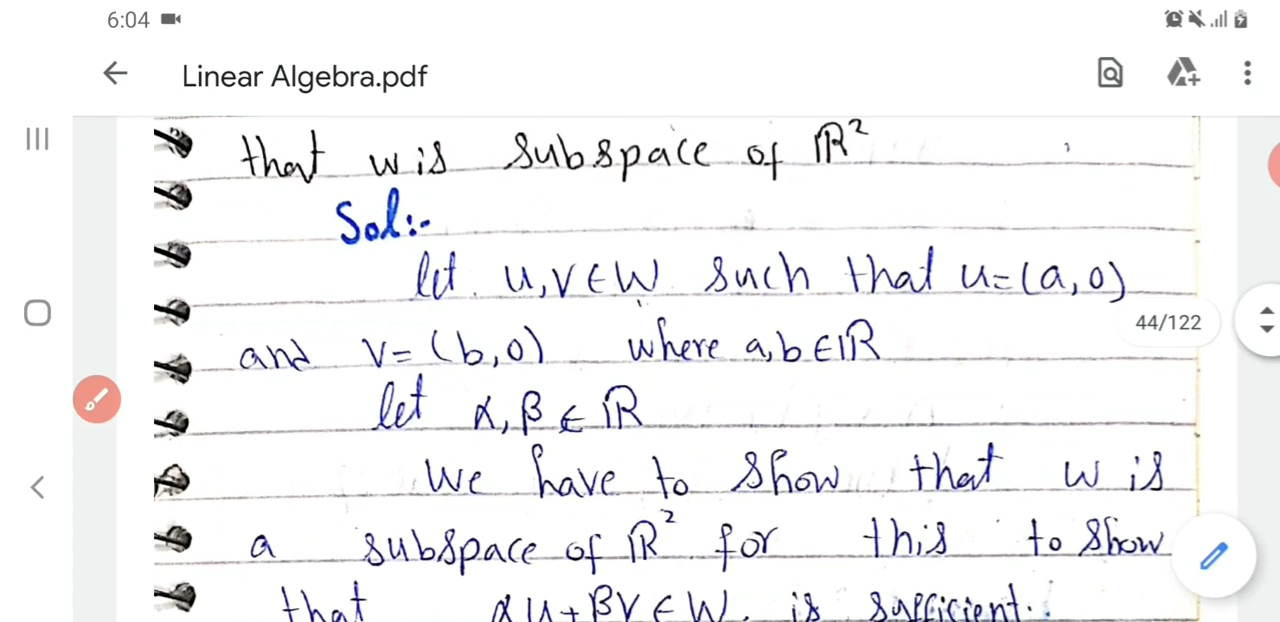 6:04
Linear Algebra.pdf
that w is subspace of ℝ²
Sol:-
let u,v ∈ W such that u=(a,0)
44/122
and v=(b,0) where a,b ∈ ℝ
let α,β ∈ ℝ
We have to show that w is
a subspace of ℝ² for this to show
that αu+βv ∈ W. is sufficient.